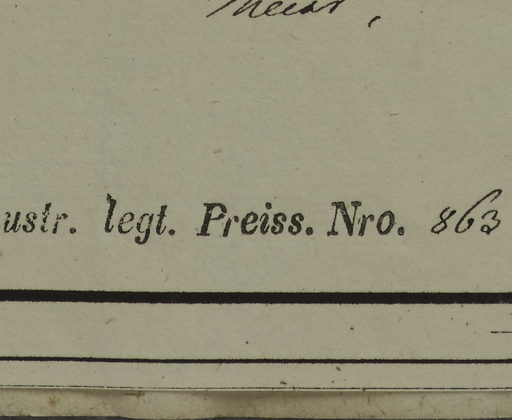 ustr. legt. Preiss. Nro. 863